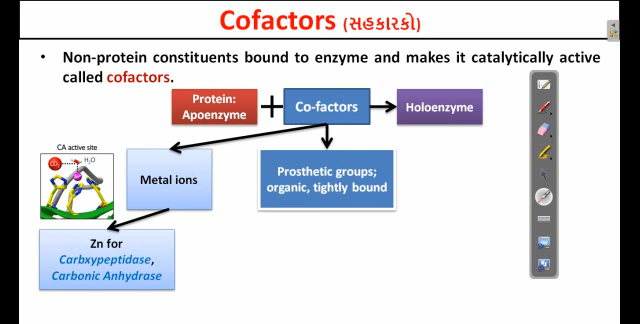 Cofactors (સહકારકો)
• Non-protein constituents bound to enzyme and makes it catalytically active
called cofactors.
Protein:
Apoenzyme
Co-factors
Holoenzyme
CA active site
CO₂
H₂O
Metal ions
Prosthetic groups;
organic, tightly bound
Zn for
Carbxypeptidase,
Carbonic Anhydrase